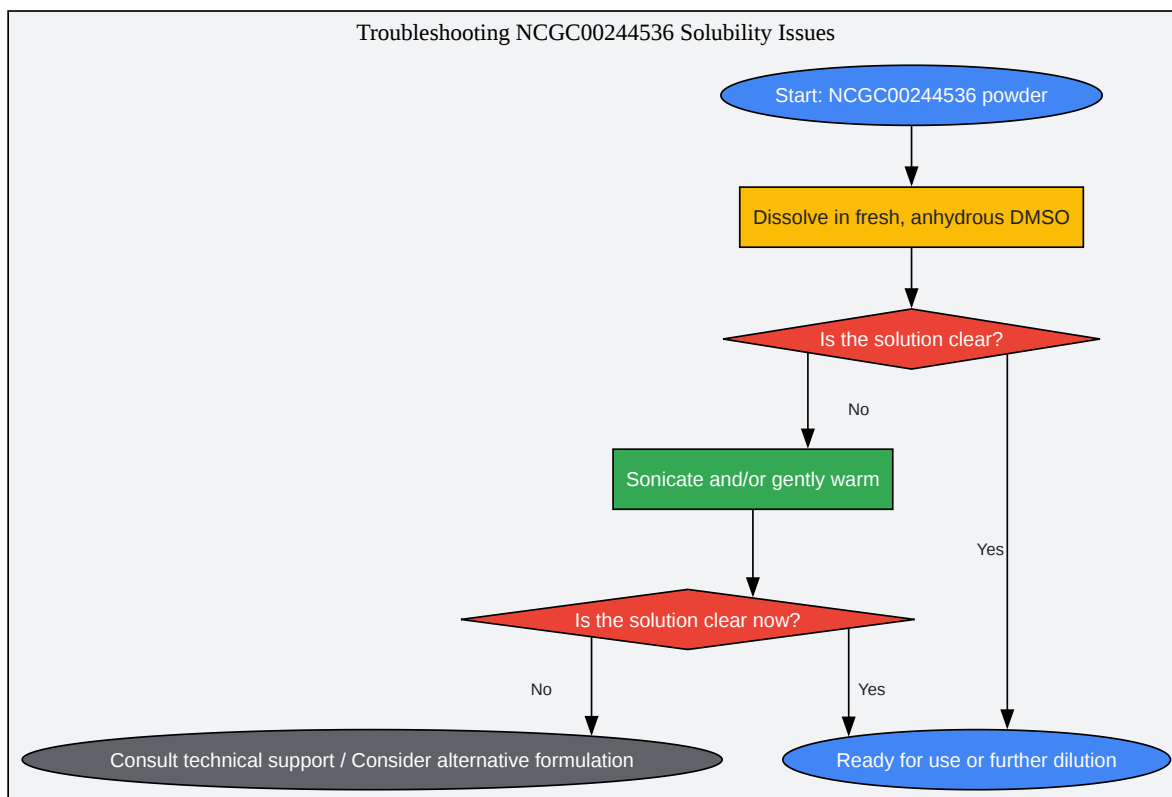 Troubleshooting NCGC00244536 Solubility Issues
Start: NCGC00244536 powder
Dissolve in fresh, anhydrous DMSO
Is the solution clear?
No
Sonicate and/or gently warm
Yes
Is the solution clear now?
No
Yes
Consult technical support / Consider alternative formulation
Ready for use or further dilution